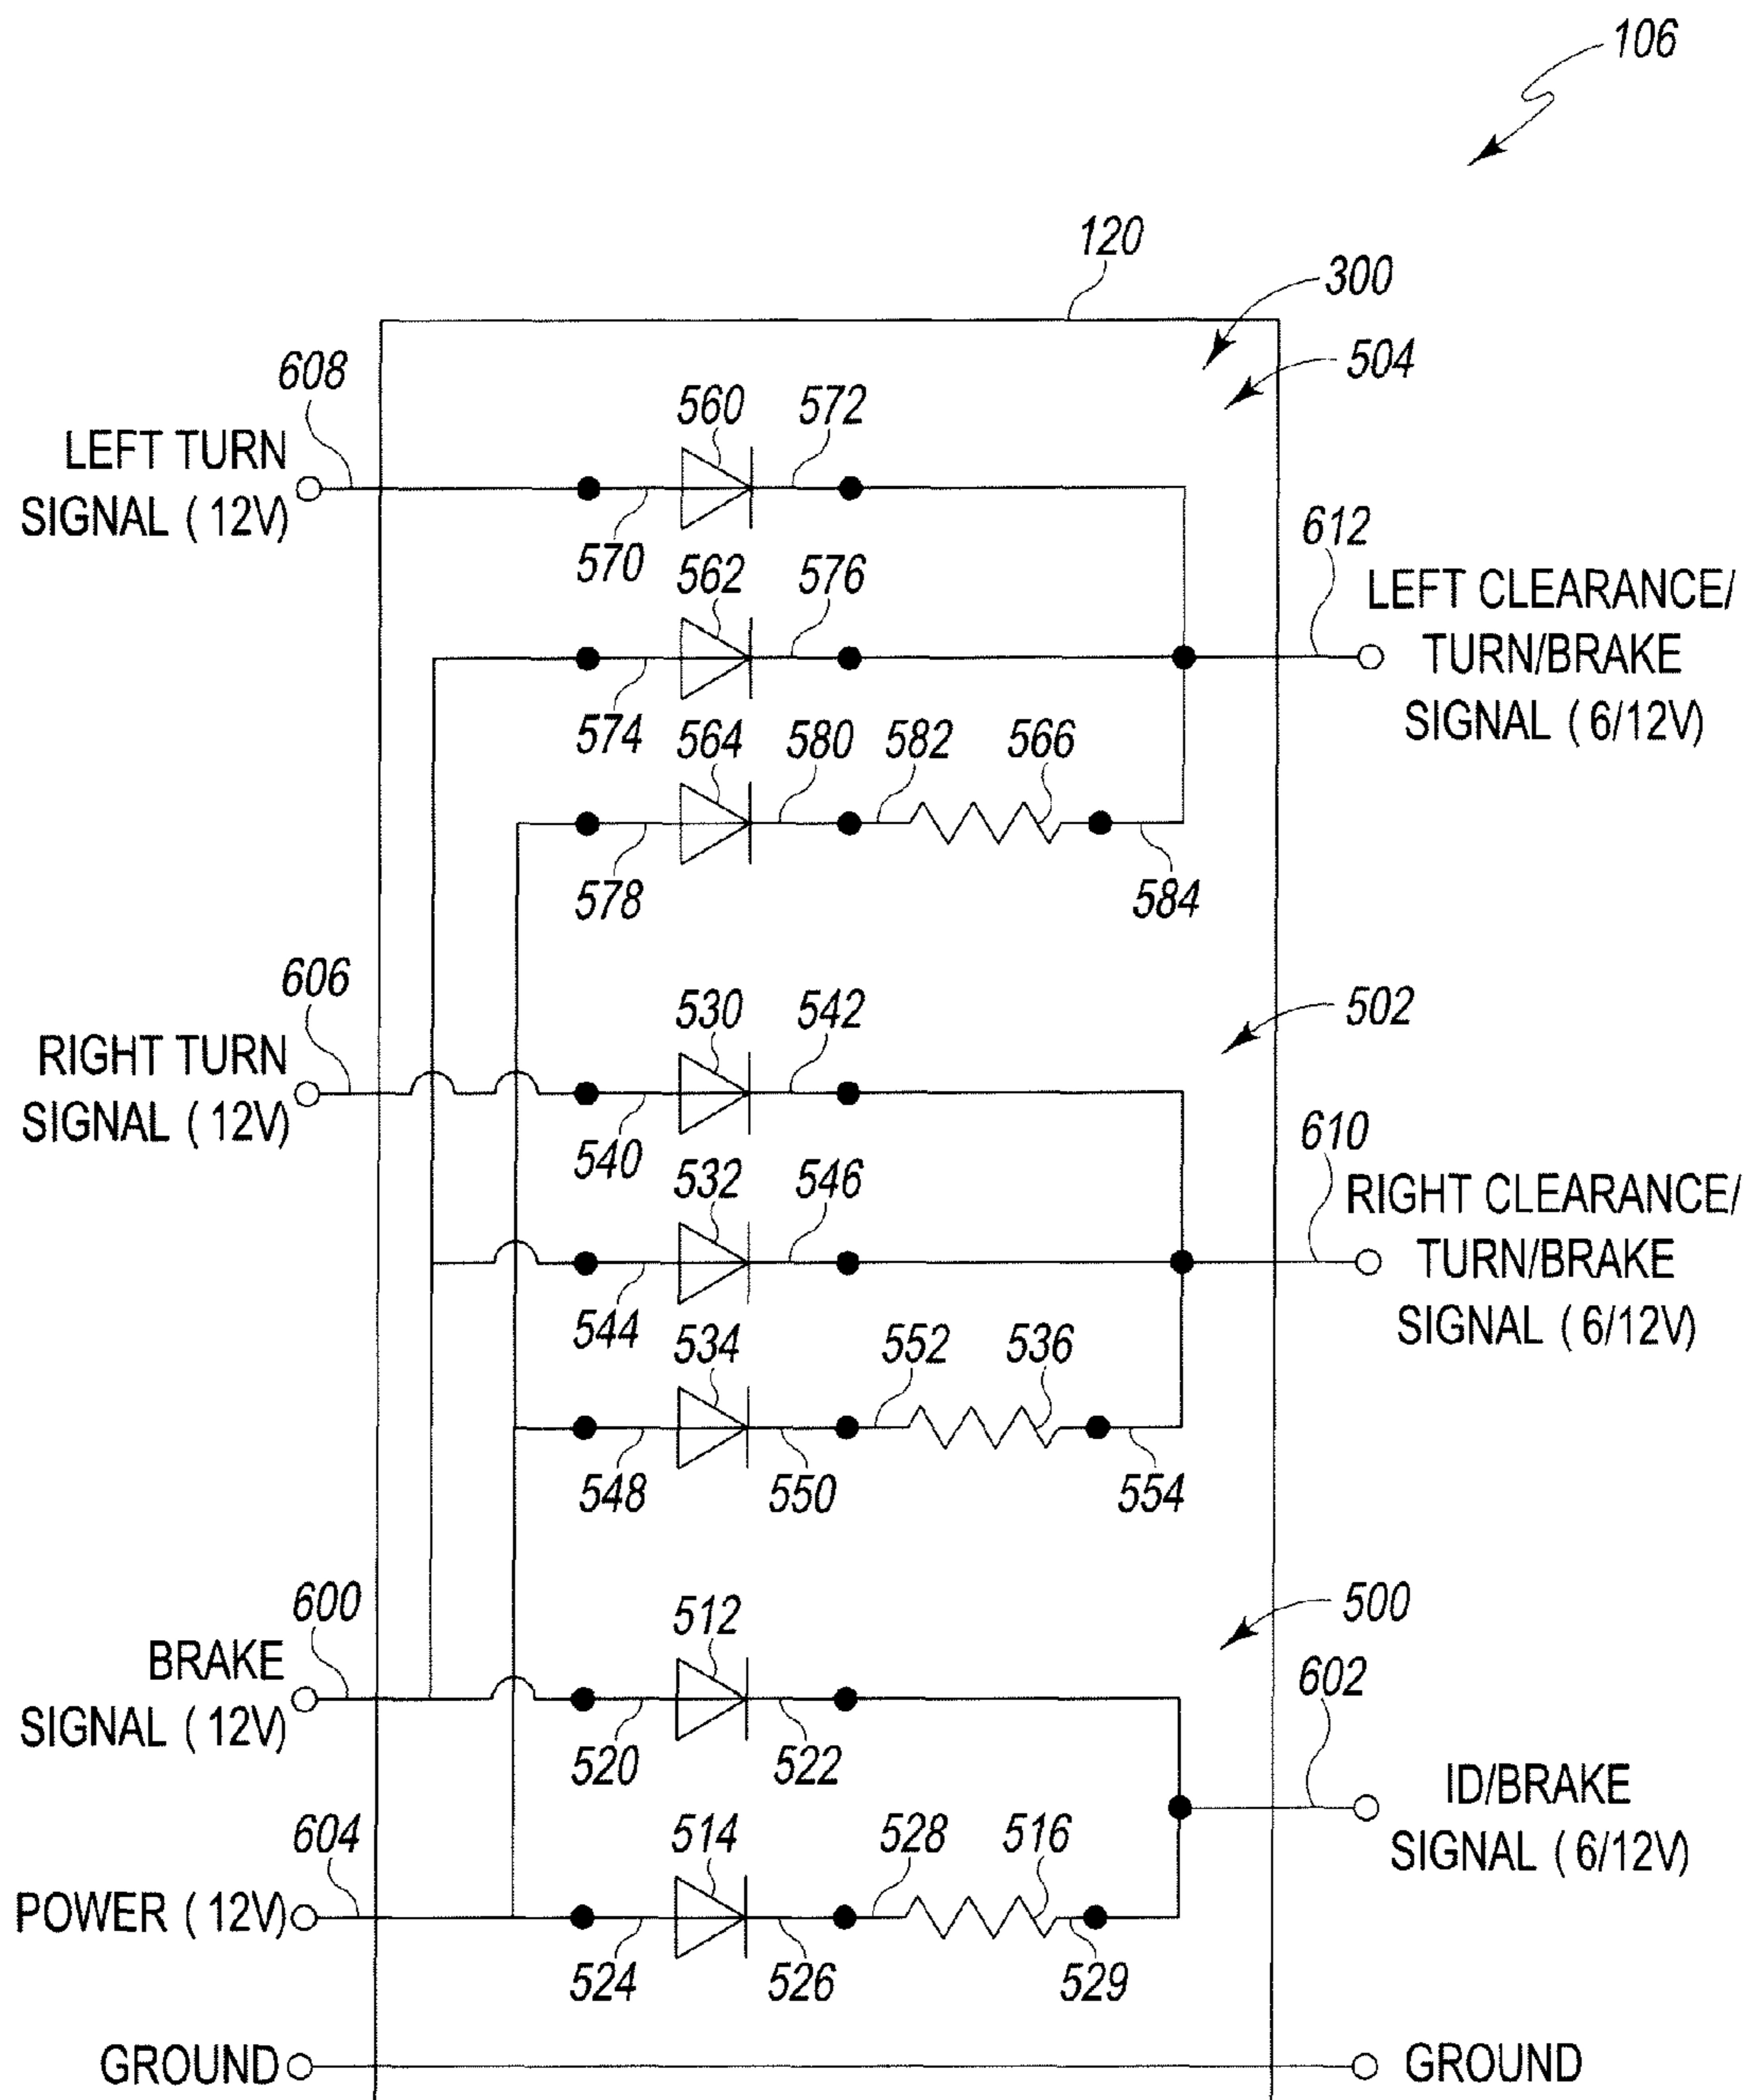 106
120
300
504
608
560
572
LEFT TURN
SIGNAL ( 12V)
570
562
576
612
LEFT CLEARANCE/
TURN/BRAKE
SIGNAL ( 6/12V)
574
564
580
582
566
578
584
606
530
542
502
RIGHT TURN
SIGNAL ( 12V)
540
532
546
610
RIGHT CLEARANCE/
TURN/BRAKE
SIGNAL ( 6/12V)
544
534
552
536
548
550
554
600
512
500
BRAKE
SIGNAL ( 12V)
520
522
602
ID/BRAKE
SIGNAL ( 6/12V)
604
514
528
516
POWER ( 12V)
524
526
529
GROUND
GROUND